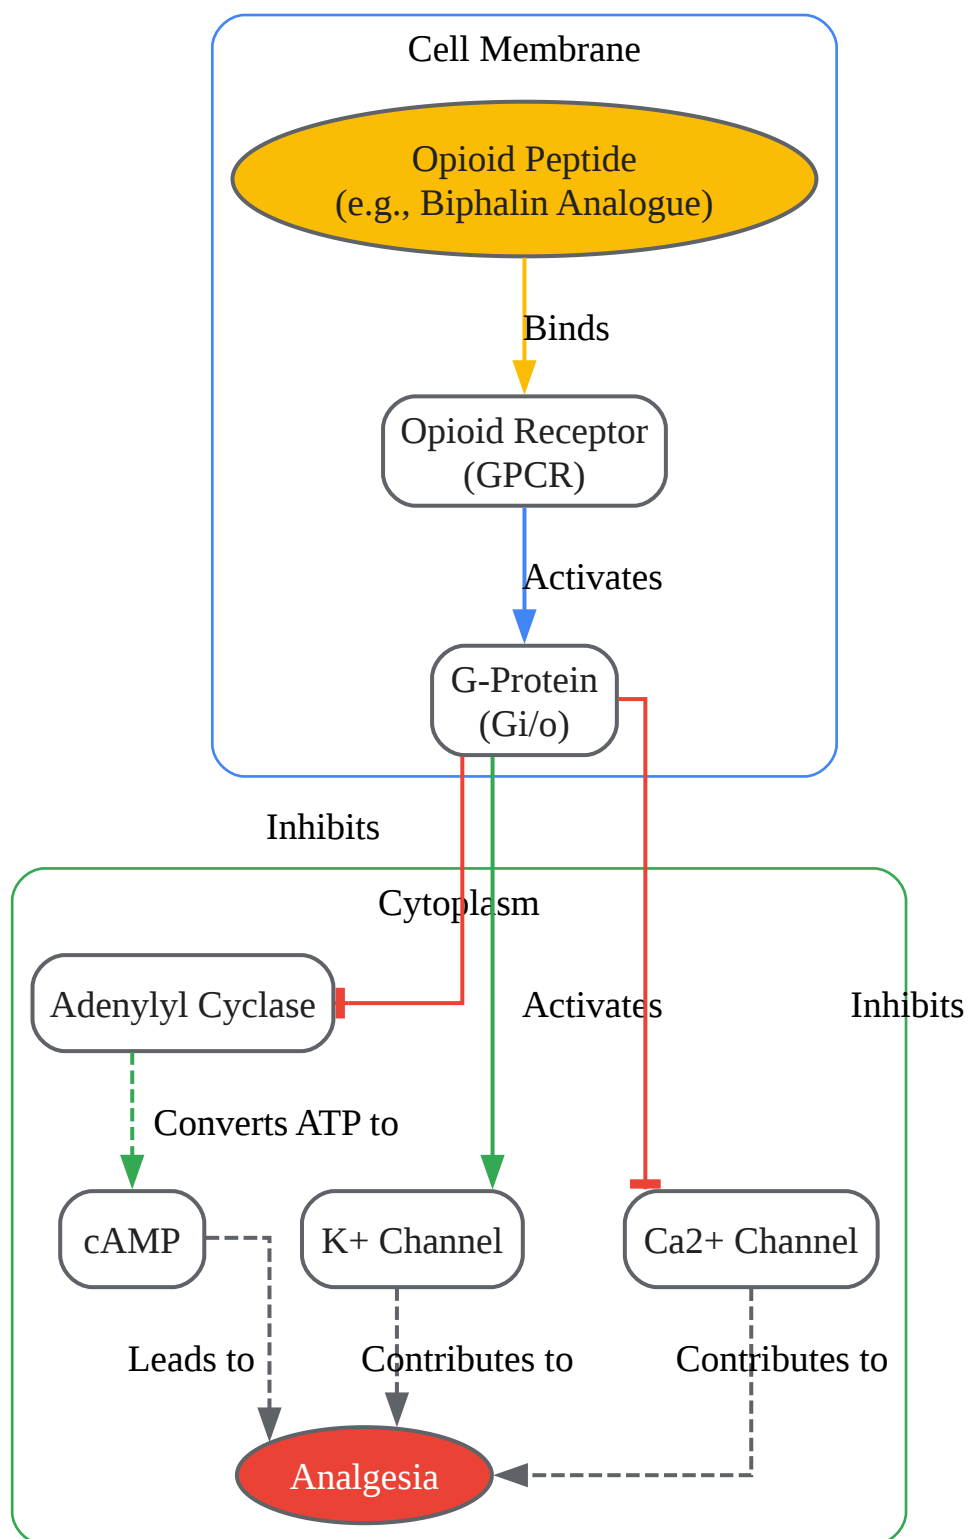 Cell Membrane
Opioid Peptide
(e.g., Biphalin Analogue)
Binds
Opioid Receptor
(GPCR)
Activates
G-Protein
(Gi/o)
Inhibits
Cytoplasm
Adenylyl Cyclase
Activates
Inhibits
Converts ATP to
cAMP
K+ Channel
Ca2+ Channel
Leads to
Contributes to
Contributes to
Analgesia